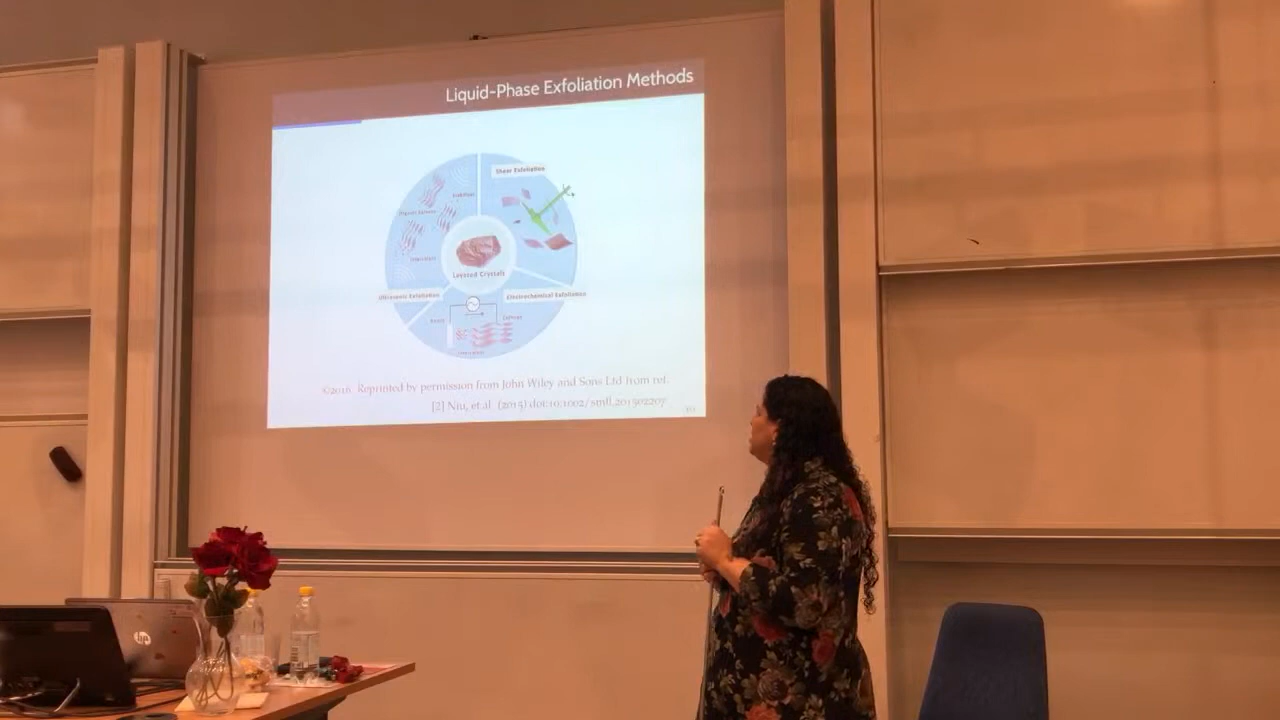 Liquid-Phase Exfoliation Methods
Shear Exfoliation
Layered Crystals
Ultrasonic Exfoliation
Electrochemical Exfoliation
©2016 Reprinted by permission from John Wiley and Sons Ltd from ref.
[2] Niu, et.al (2015) doi:10.1002/smll.201502207
hp